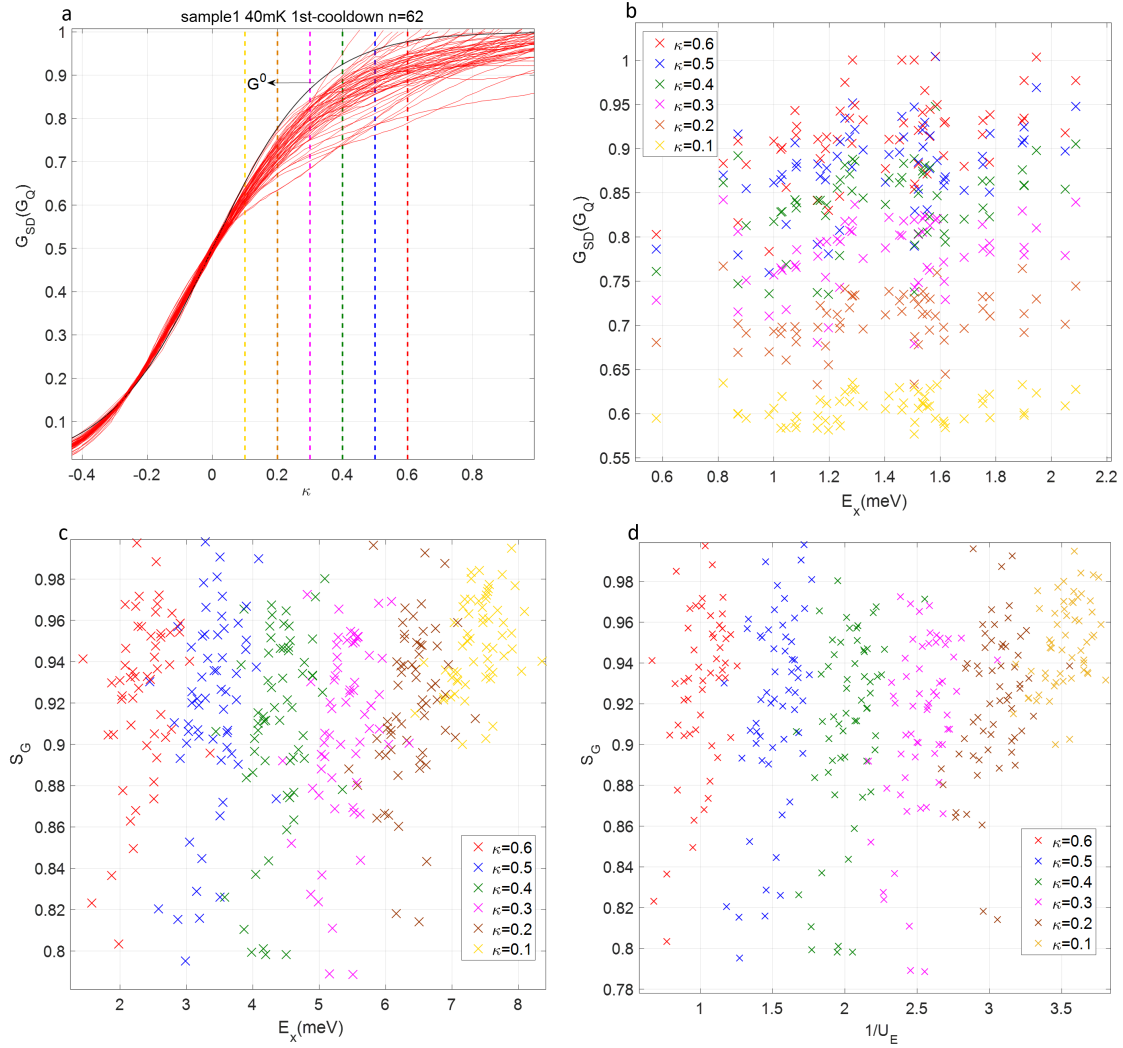 a
sample1 40mK 1st-cooldown n=62
1
0.9
0.8
0.7
0.6
0.5
0.4
0.3
0.2
0.1
G_SD(G_Q)
G^0
-0.4 -0.2 0 0.2 0.4 0.6 0.8
κ
b
κ=0.6
κ=0.5
κ=0.4
κ=0.3
κ=0.2
κ=0.1
1
0.95
0.9
0.85
0.8
0.75
0.7
0.65
0.6
0.55
G_SD(G_Q)
0.6 0.8 1 1.2 1.4 1.6 1.8 2 2.2
E_x(meV)
c
0.98
0.96
0.94
0.92
0.9
0.88
0.86
0.84
0.82
0.8
S_G
κ=0.6
κ=0.5
κ=0.4
κ=0.3
κ=0.2
κ=0.1
2 3 4 5 6 7 8
E_x(meV)
d
0.98
0.96
0.94
0.92
0.9
0.88
0.86
0.84
0.82
0.8
0.78
S_G
κ=0.6
κ=0.5
κ=0.4
κ=0.3
κ=0.2
κ=0.1
1 1.5 2 2.5 3 3.5
1/U_E